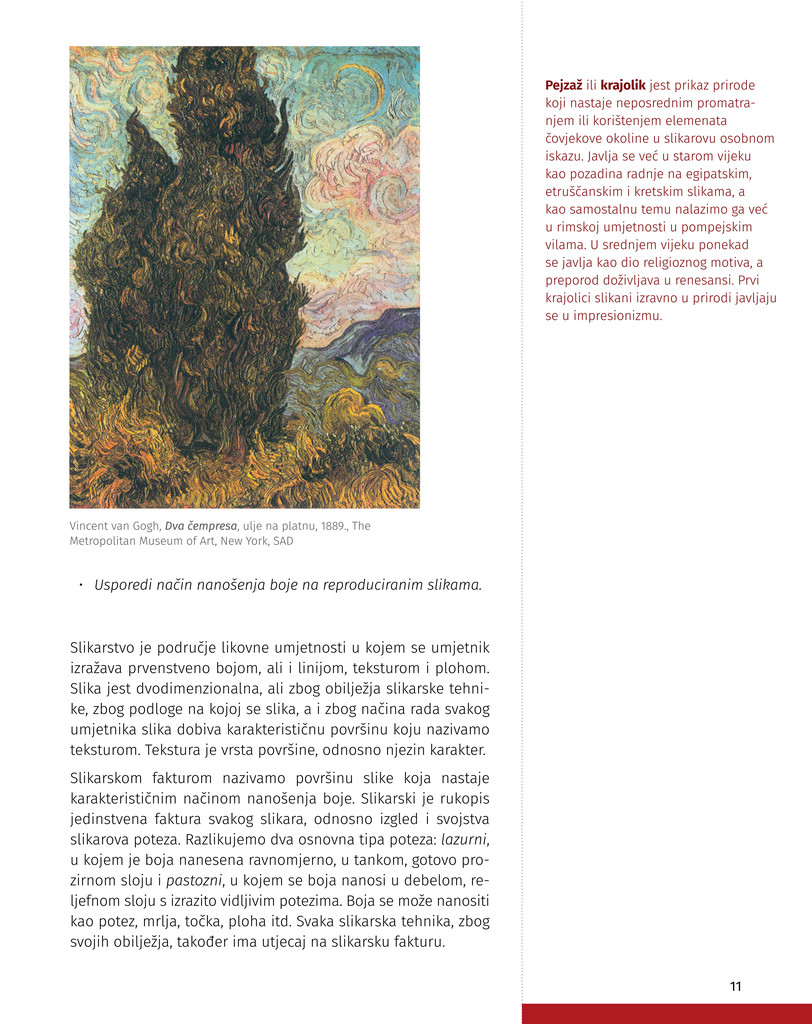 Pejzaž ili krajolik jest prikaz prirode
koji nastaje neposrednim promatra-
njem ili korištenjem elemenata
čovjekove okoline u slikarovu osobnom
iskazu. Javlja se već u starom vijeku
kao pozadina radnje na egipatskim,
etruščanskim i kretskim slikama, a
kao samostalnu temu nalazimo ga već
u rimskoj umjetnosti u pompejskim
vilama. U srednjem vijeku ponekad
se javlja kao dio religioznog motiva, a
preporod doživljava u renesansi. Prvi
krajolici slikani izravno u prirodi javljaju
se u impresionizmu.
Vincent van Gogh, Dva čempresa, ulje na platnu, 1889., The
Metropolitan Museum of Art, New York, SAD
• Usporedi način nanošenja boje na reproduciranim slikama.
Slikarstvo je područje likovne umjetnosti u kojem se umjetnik
izražava prvenstveno bojom, ali i linijom, teksturom i plohom.
Slika jest dvodimenzionalna, ali zbog obilježja slikarske tehni-
ke, zbog podloge na kojoj se slika, a i zbog načina rada svakog
umjetnika slika dobiva karakterističnu površinu koju nazivamo
teksturom. Tekstura je vrsta površine, odnosno njezin karakter.
Slikarskom fakturom nazivamo površinu slike koja nastaje
karakterističnim načinom nanošenja boje. Slikarski je rukopis
jedinstvena faktura svakog slikara, odnosno izgled i svojstva
slikarova poteza. Razlikujemo dva osnovna tipa poteza: lazurni,
u kojem je boja nanesena ravnomjerno, u tankom, gotovo pro-
zirnom sloju i pastozni, u kojem se boja nanosi u debelom, re-
ljefnom sloju s izrazito vidljivim potezima. Boja se može nanositi
kao potez, mrlja, točka, ploha itd. Svaka slikarska tehnika, zbog
svojih obilježja, također ima utjecaj na slikarsku fakturu.
11